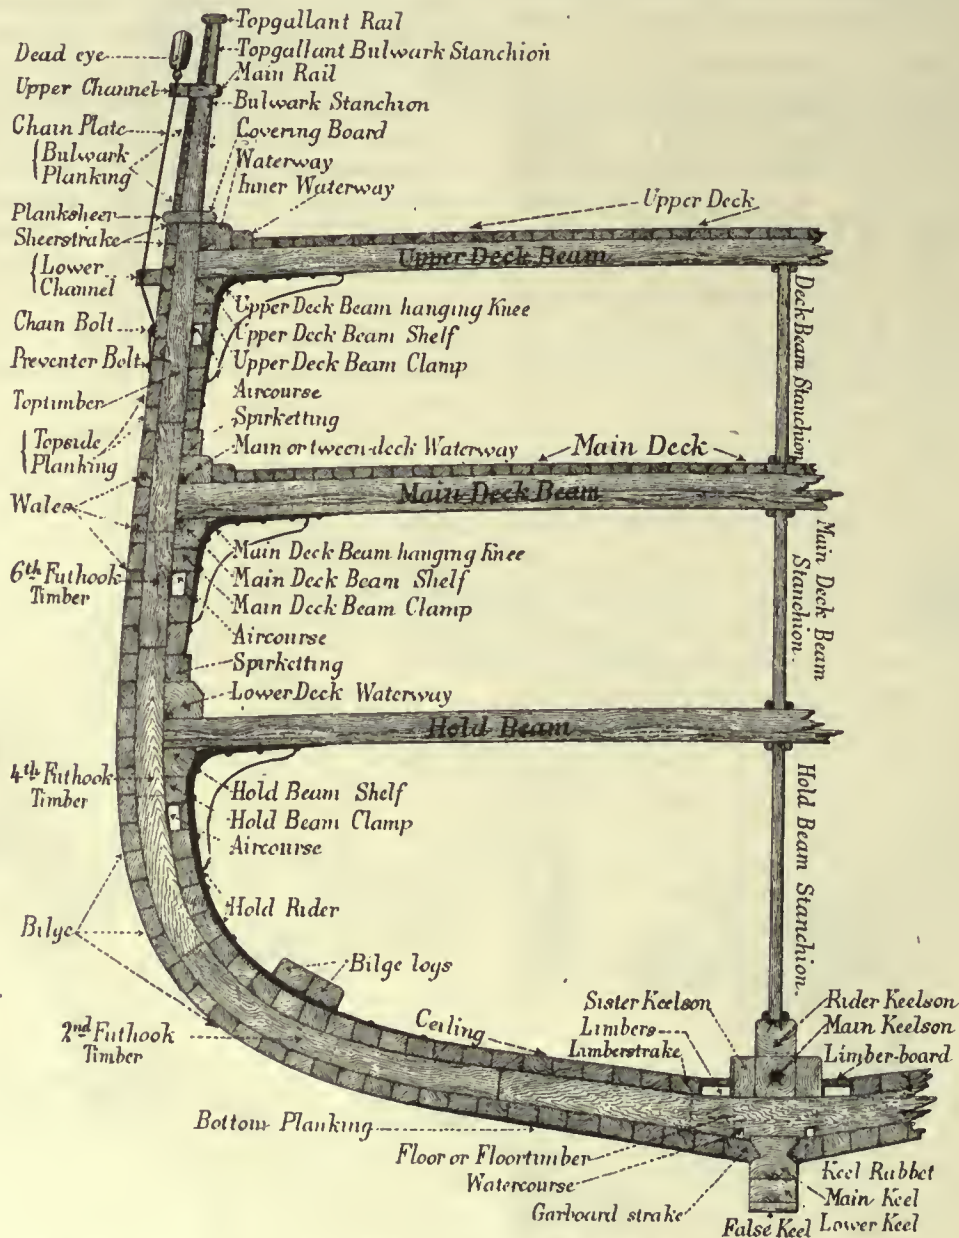 Topgallant Rail
Dead eye
Topgallant Bulwark Stanchion
Main Rail
Upper Channel
Bulwark Stanchion
Chain Plate
Covering Board
Bulwark
Planking
Waterway
Inner Waterway
Planksheer
Upper Deck
Sheerstrake
Upper Deck Beam
Lower
Channel
Upper Deck Beam hanging Knee
Chain Bolt
Upper Deck Beam Shelf
Preventer Bolt
Upper Deck Beam Clamp
Deck Beam Stanchion
Toptimber
Aircourse
Spirketting
Topside
Planking
Main or tween-deck Waterway
Main Deck
Main Deck Beam
Wales
Main Deck Beam hanging Knee
6th Futhook
Timber
Main Deck Beam Shelf
Main Deck Beam Clamp
Main Deck Beam
Stanchion.
Aircourse
Spirketting
Lower Deck Waterway
Hold Beam
4th Futhook
Timber
Hold Beam Shelf
Hold Beam Clamp
Aircourse
Hold Beam Stanchion.
Hold Rider
Bilge
Bilge logs
2nd Futhook
Timber
Ceiling
Sister Keelson
Limbers
Limberstrake
Rider Keelson
Main Keelson
Limber-board
Bottom Planking
Floor or Floortimber
Watercourse
Garboard strake
Keel Rabbet
Main Keel
False Keel
Lower Keel